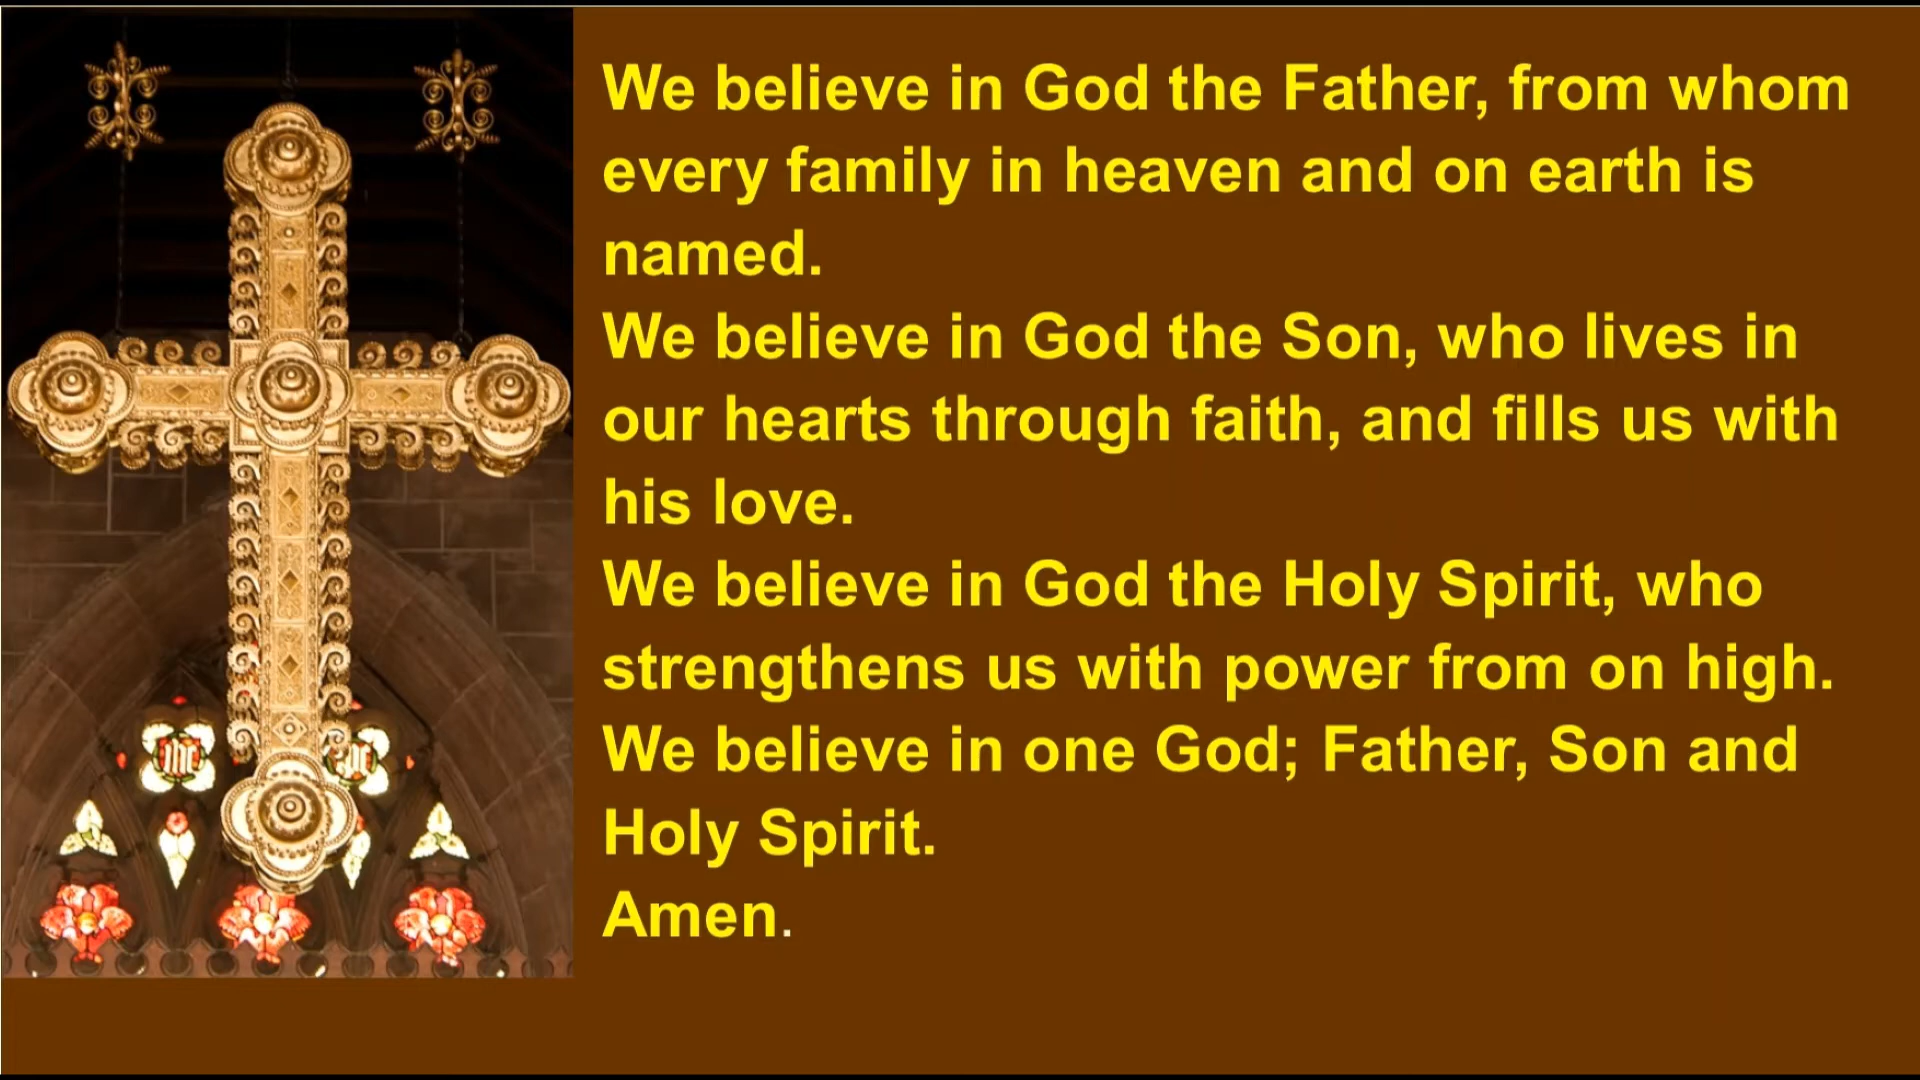 We believe in God the Father, from whom
every family in heaven and on earth is
named.
We believe in God the Son, who lives in
our hearts through faith, and fills us with
his love.
We believe in God the Holy Spirit, who
strengthens us with power from on high.
We believe in one God; Father, Son and
Holy Spirit.
Amen.